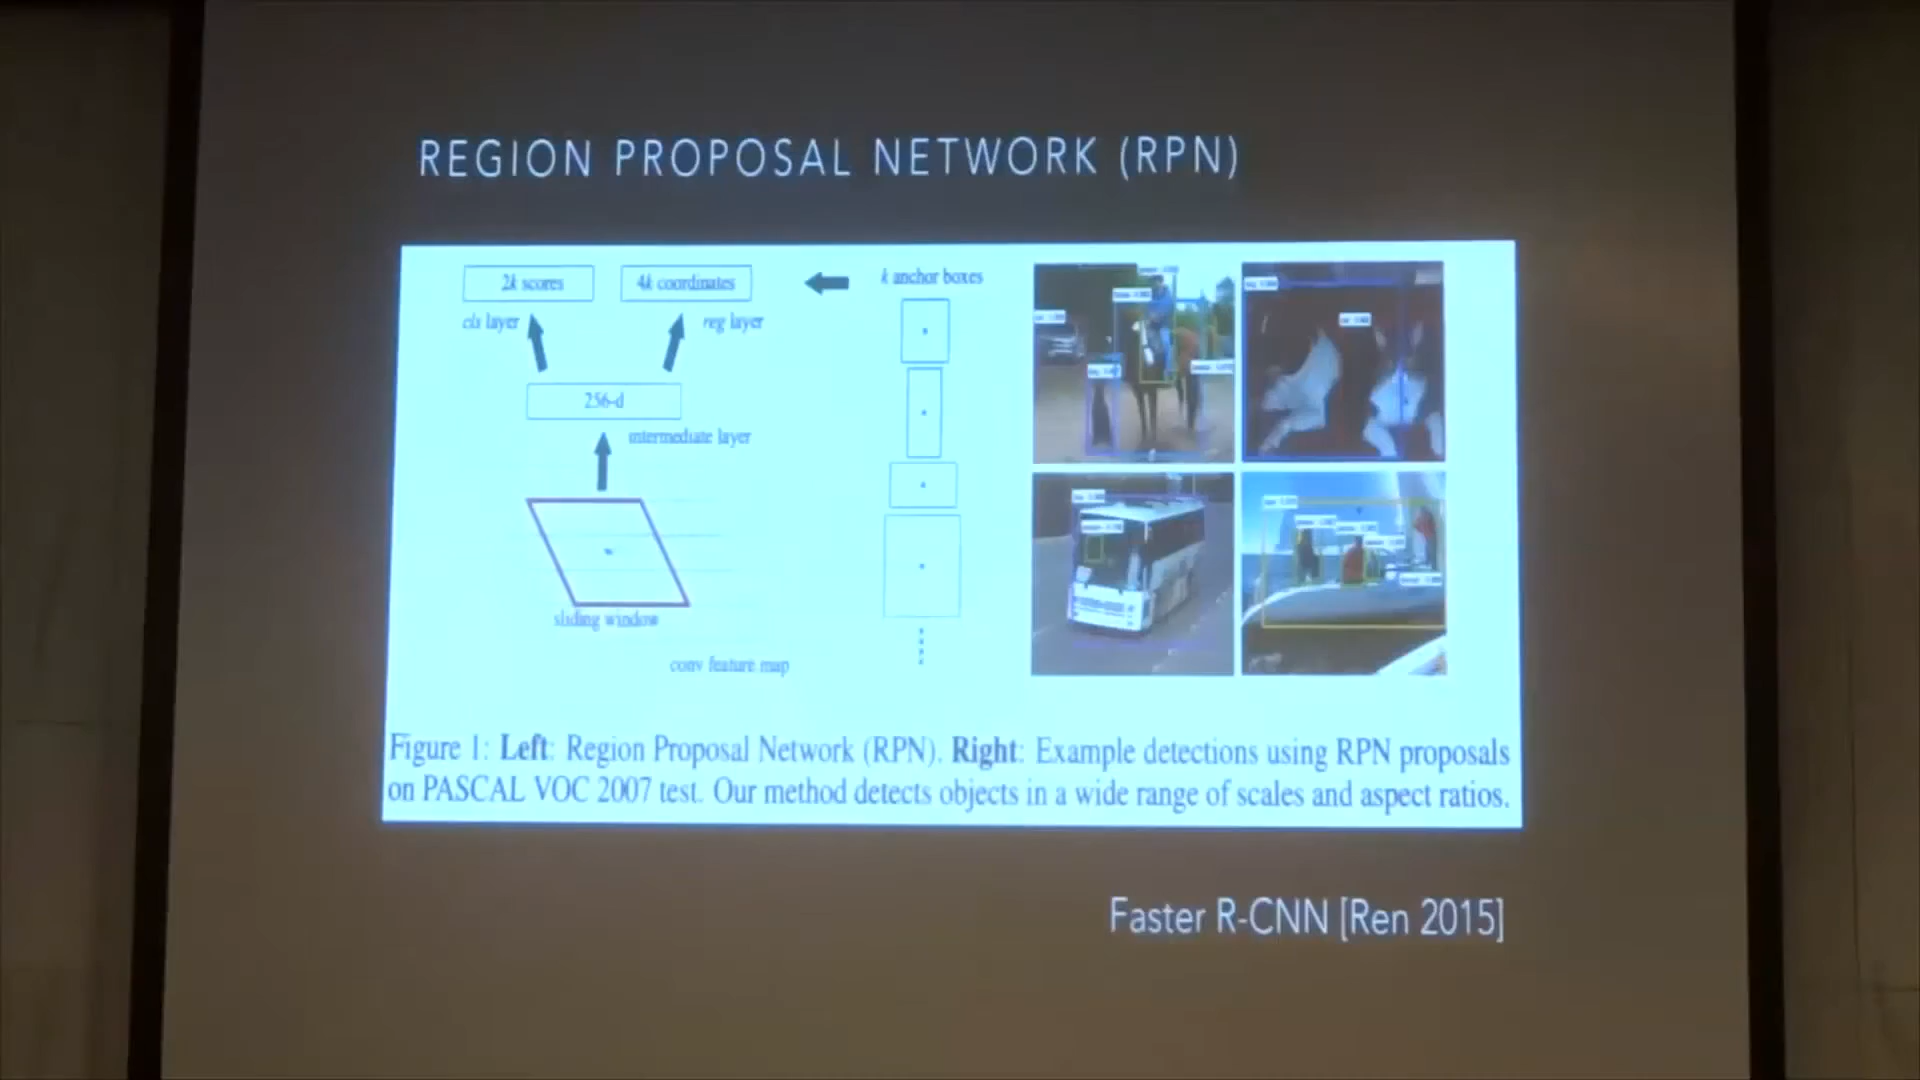 REGION PROPOSAL NETWORK (RPN)
2k scores
4k coordinates
k anchor boxes
cls layer
reg layer
256-d
intermediate layer
sliding window
conv feature map
Figure 1: Left: Region Proposal Network (RPN). Right: Example detections using RPN proposals
on PASCAL VOC 2007 test. Our method detects objects in a wide range of scales and aspect ratios.
Faster R-CNN [Ren 2015]